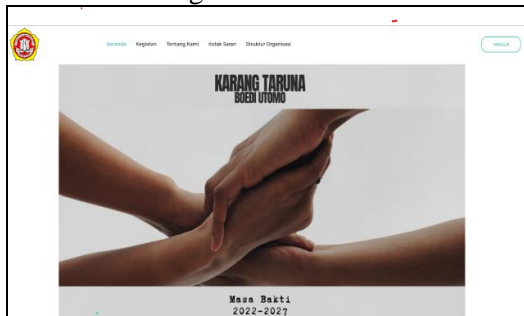 Beranda Kegiatan Tentang Kami Kotak Saran Struktur Organisasi
MASUK
KARANG TARUNA
BOEDI UTOMO
Masa Bakti
2022-2027